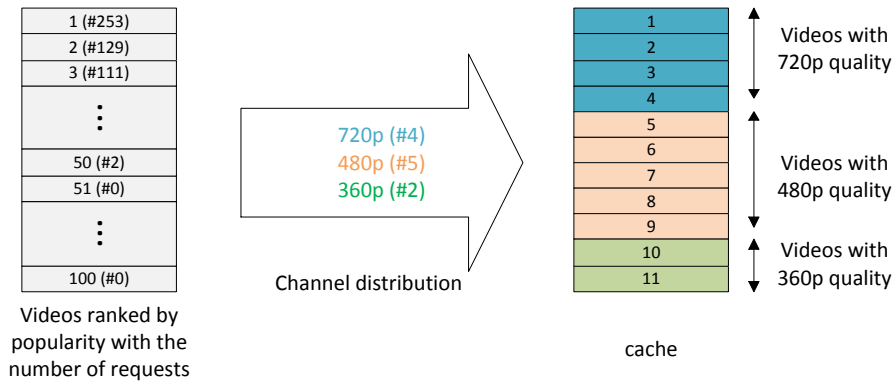 1 (#253)
2 (#129)
3 (#111)
50 (#2)
51 (#0)
100 (#0)
Videos ranked by
popularity with the
number of requests
720p (#4)
480p (#5)
360p (#2)
Channel distribution
1
2
3
4
5
6
7
8
9
10
11
cache
Videos with
720p quality
Videos with
480p quality
Videos with
360p quality